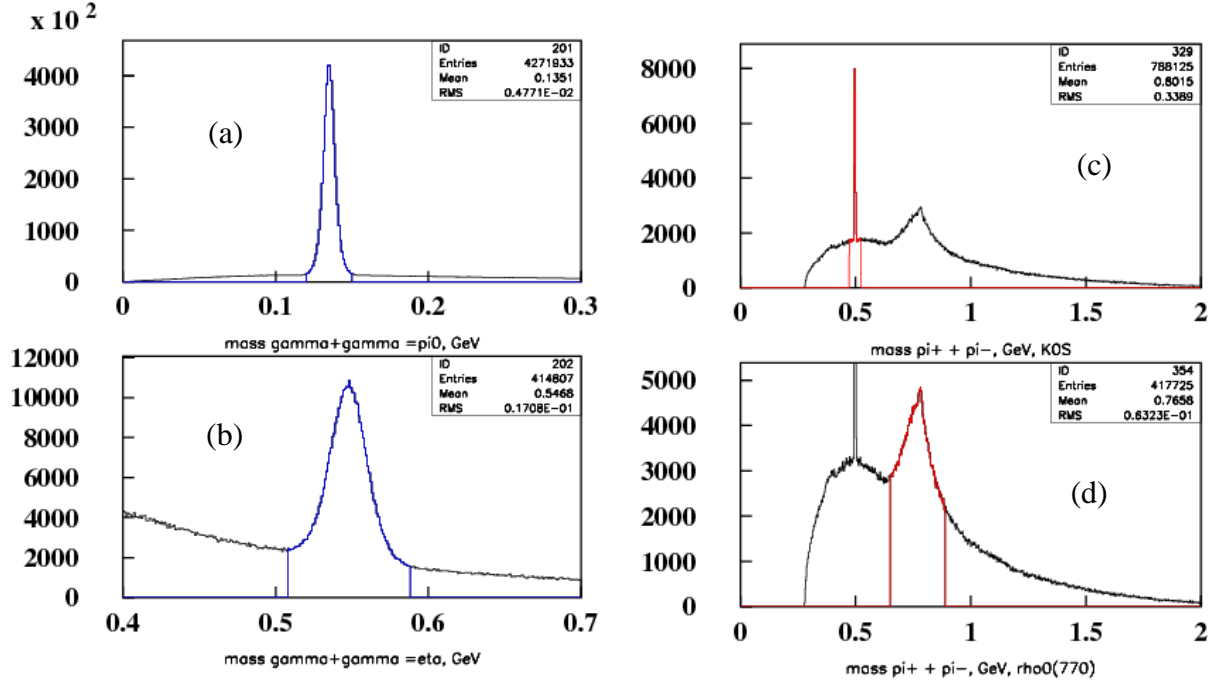 x 10 2
ID 201
Entries 4271933
Mean 0.1351
RMS 0.4771E-02
4000
3000
2000
1000
0
(a)
0 0.1 0.2 0.3
mass gamma+gamma =pi0, GeV
ID 202
Entries 414807
Mean 0.5468
RMS 0.1708E-01
12000
10000
8000
6000
4000
2000
0
(b)
0.4 0.5 0.6 0.7
mass gamma+gamma =eta, GeV
ID 329
Entries 788125
Mean 0.8015
RMS 0.3389
8000
6000
4000
2000
0
(c)
0 0.5 1 1.5 2
mass pi+ + pi-, GeV, K0S
ID 354
Entries 417725
Mean 0.7658
RMS 0.6323E-01
5000
4000
3000
2000
1000
0
(d)
0 0.5 1 1.5 2
mass pi+ + pi-, GeV, rho0(770)